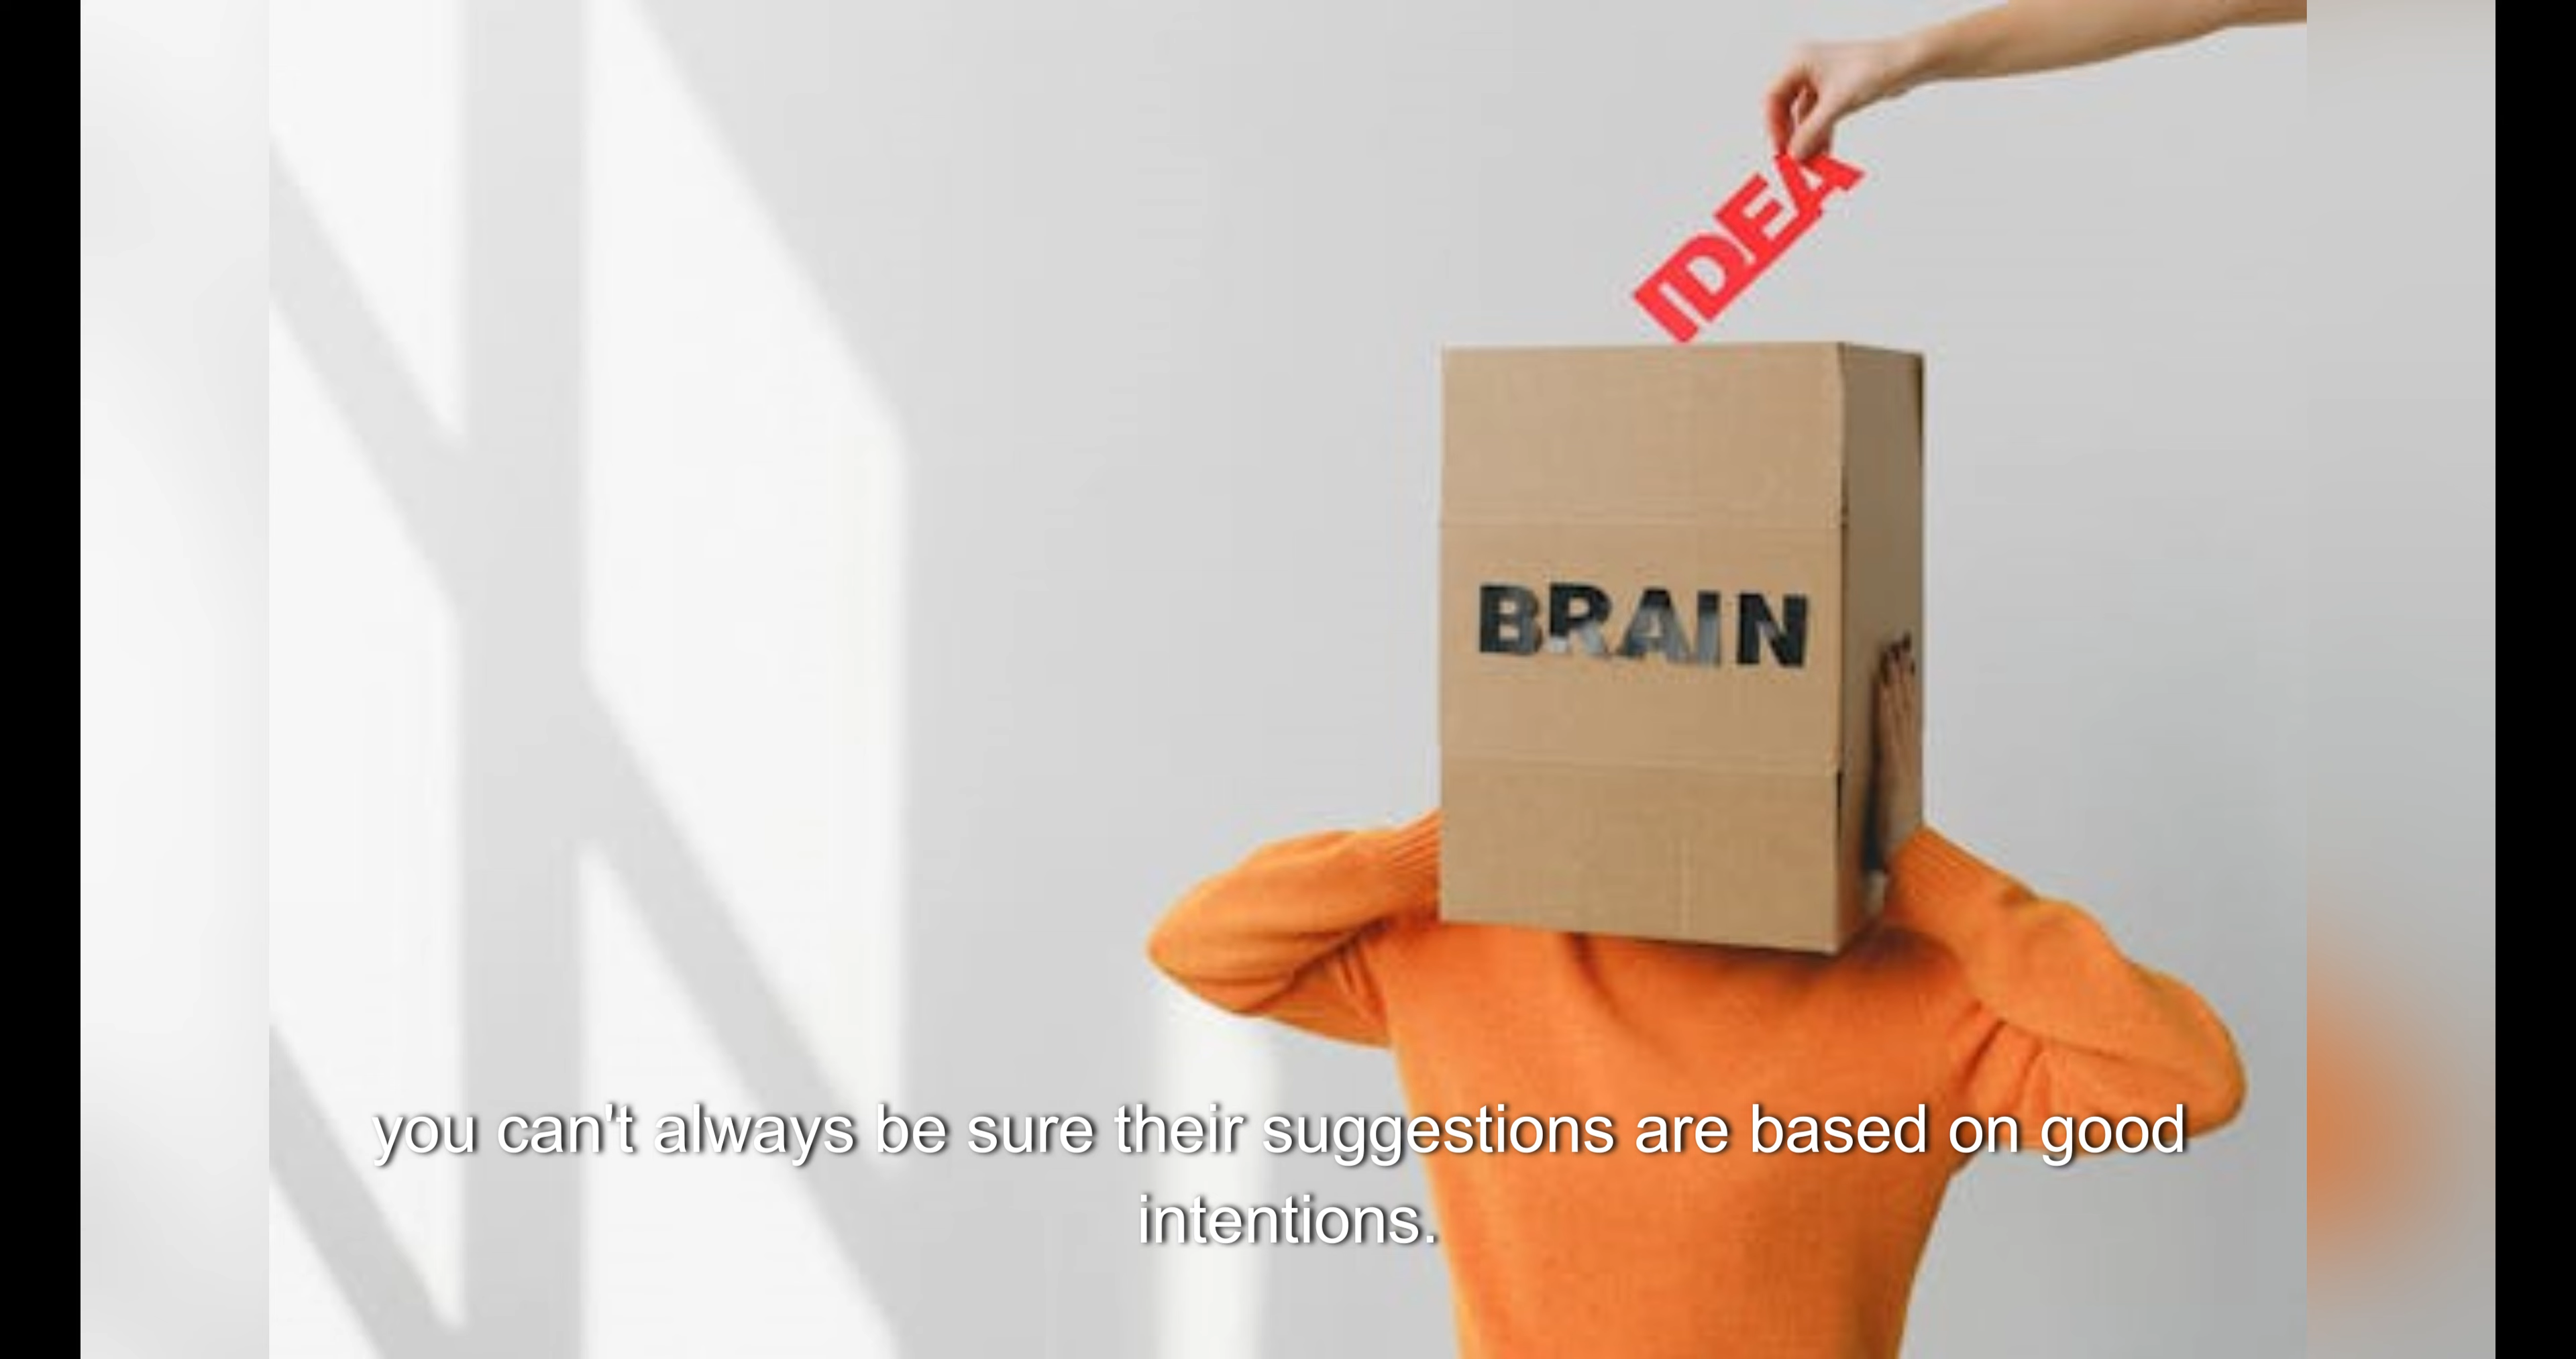 IDEA
BRAIN
you can't always be sure their suggestions are based on good
intentions.